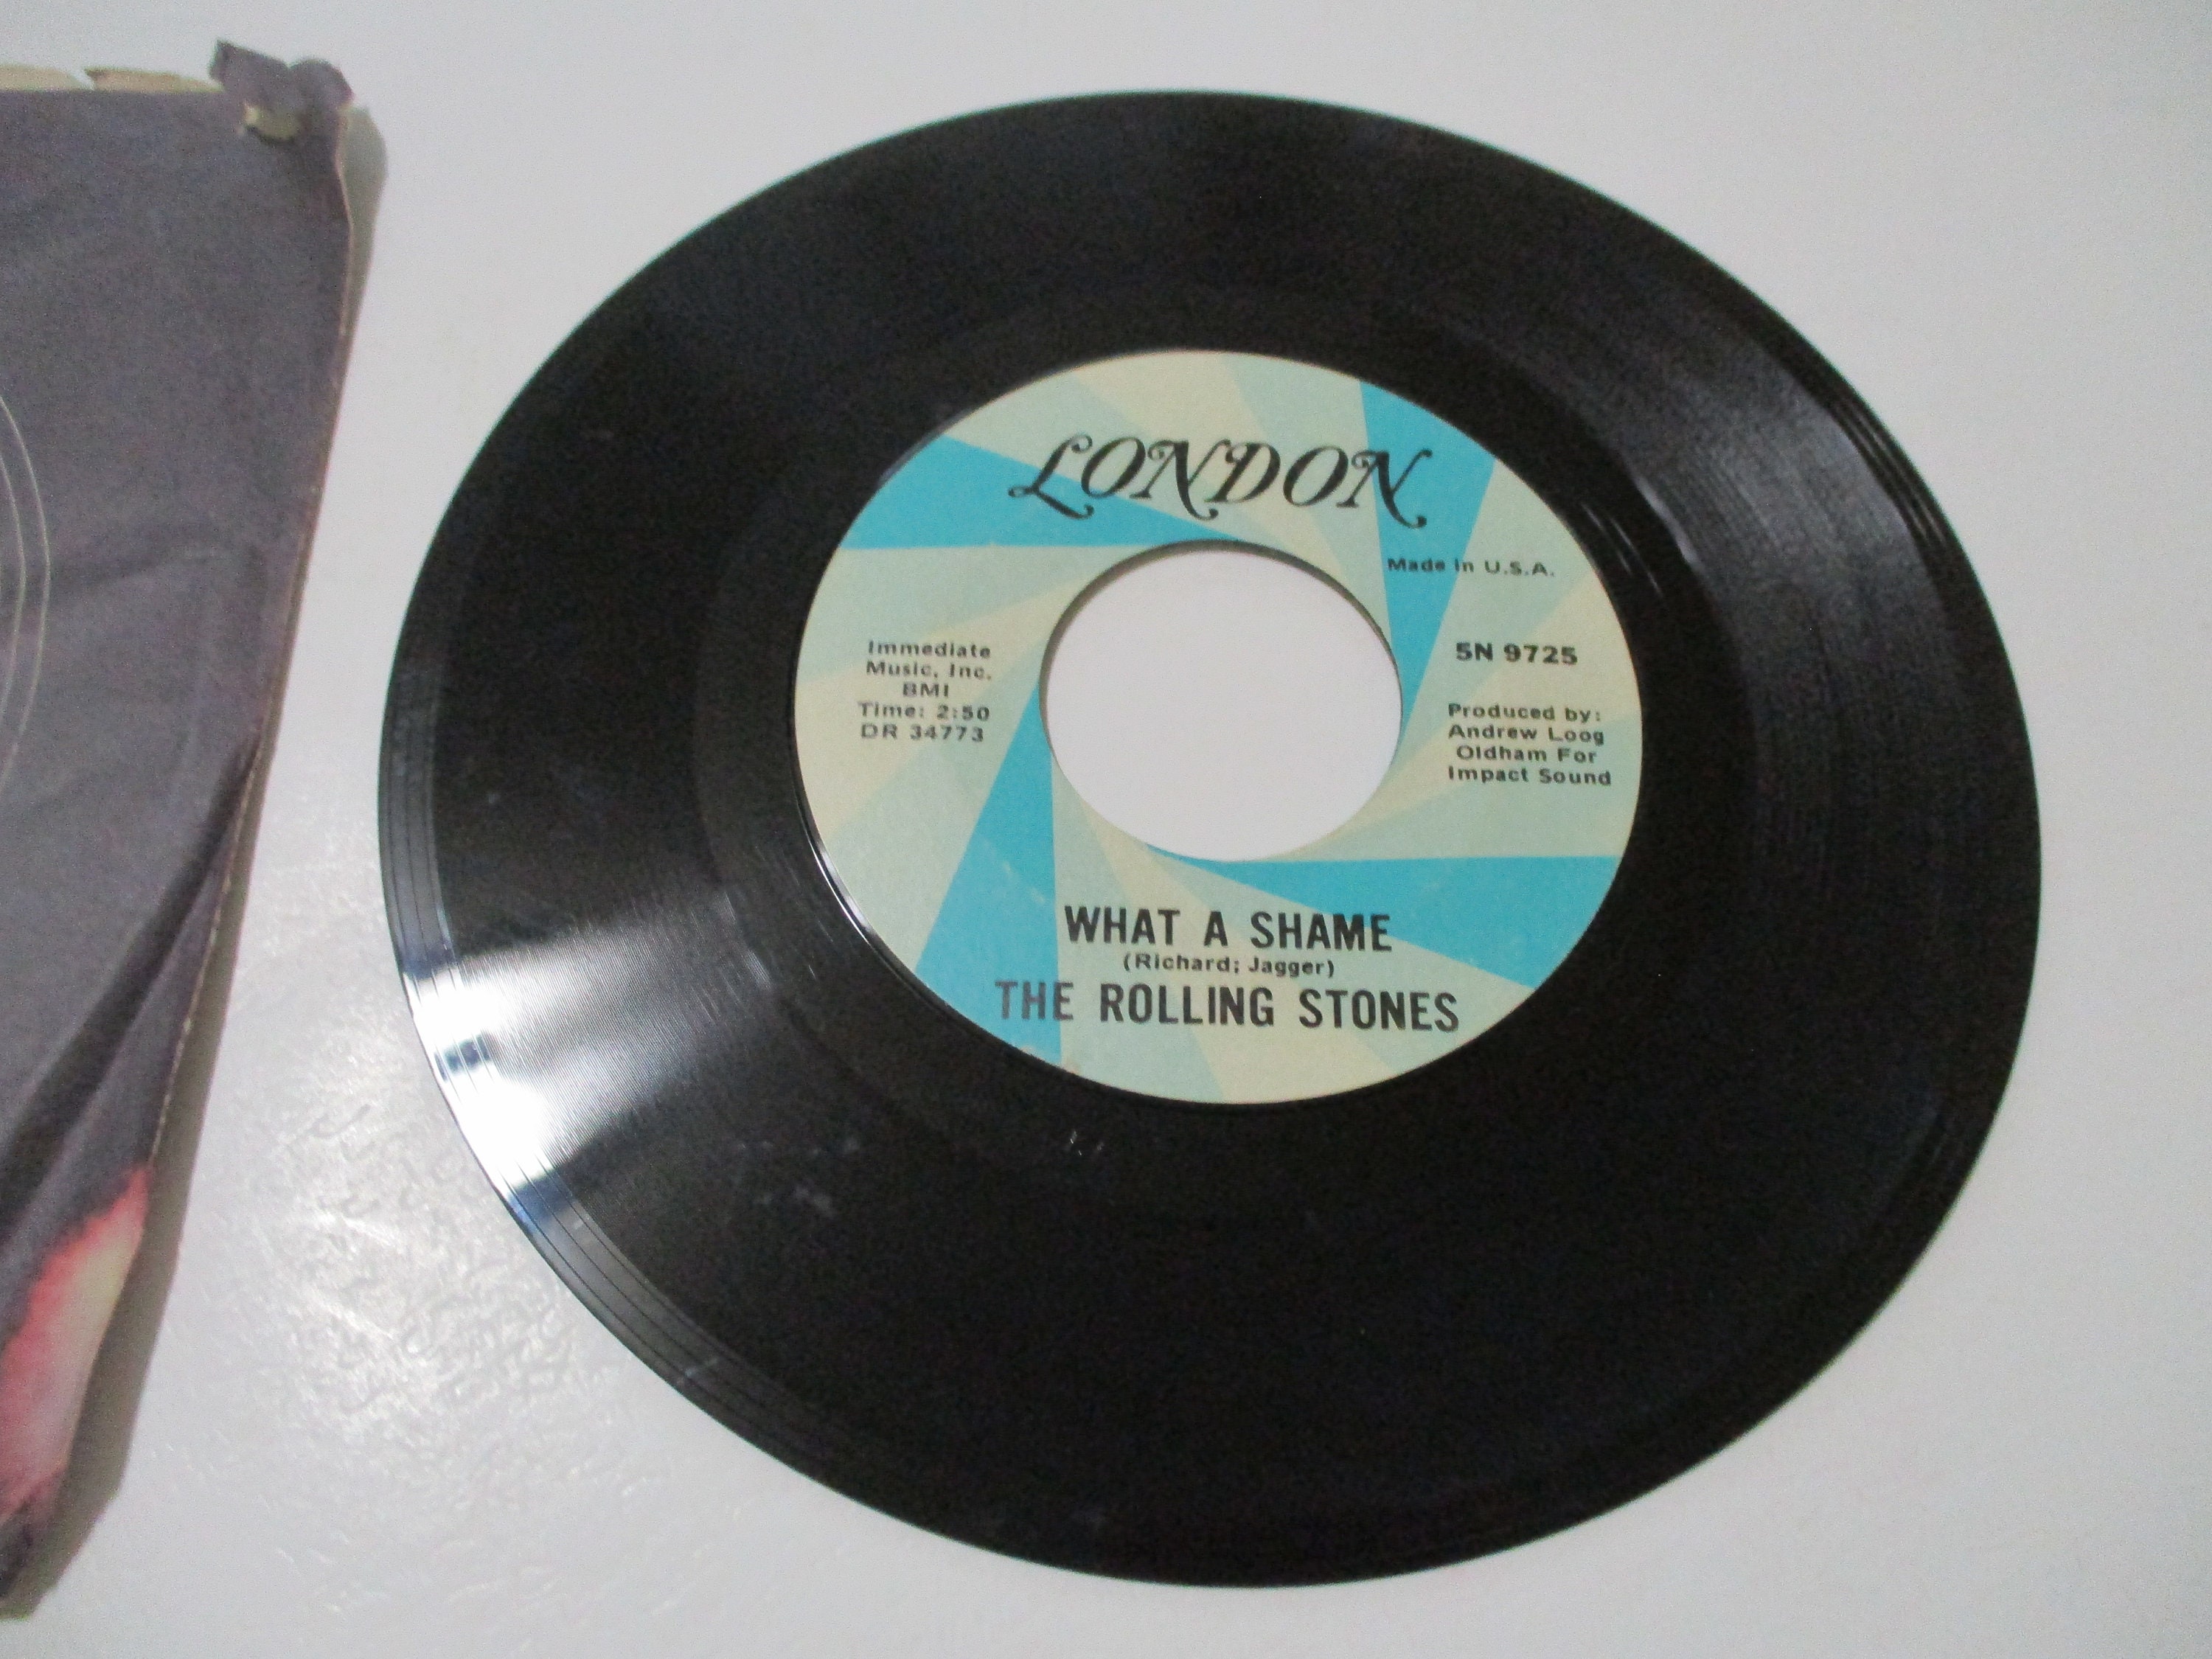 LONDON
Made in U.S.A.
Immediate
Music, Inc.
BMI
Time: 2:50
DR 34773
5N 9725
Produced by:
Andrew Loog
Oldham For
Impact Sound
WHAT A SHAME
(Richard; Jagger)
THE ROLLING STONES